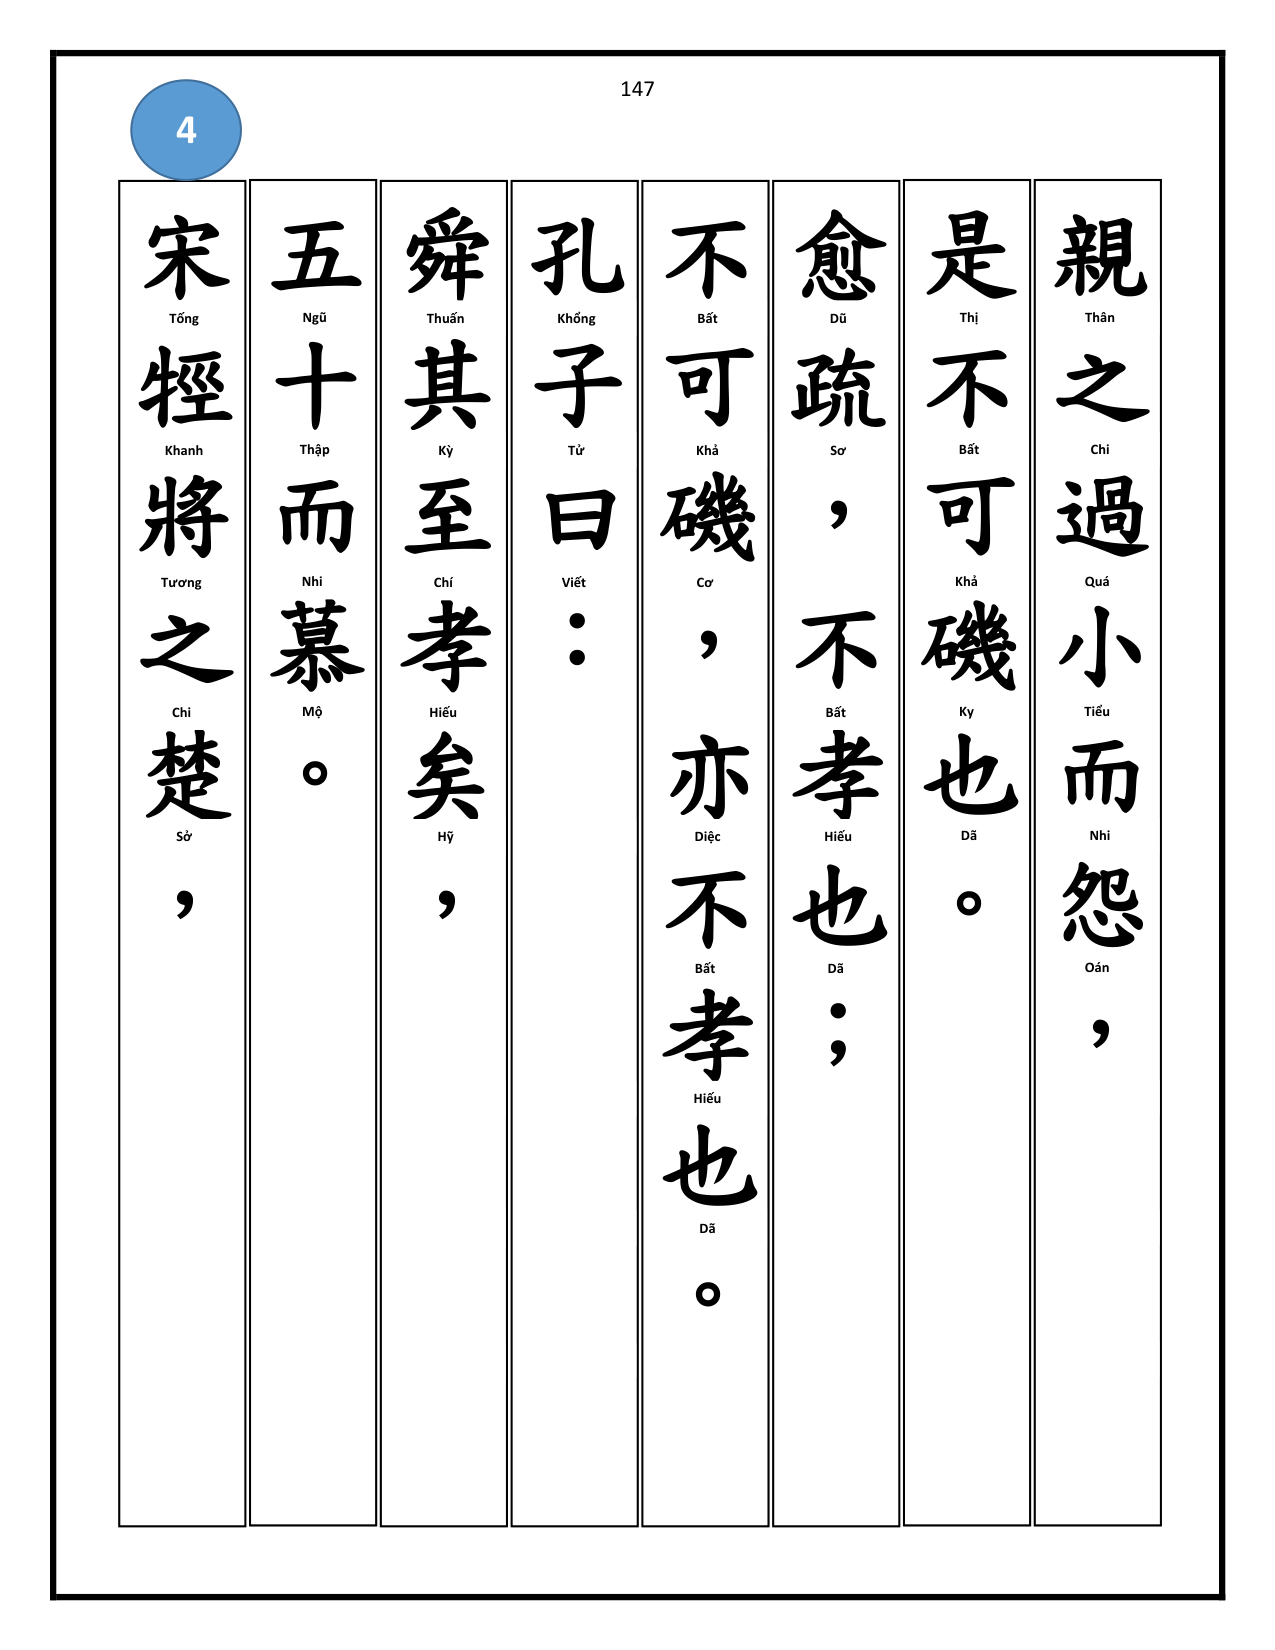 147
4
親之過小而怨，
Thân Chi Quá Tiểu Nhi Oán
是不可磯也。
Thị Bất Khả Ky Dã
愈疏，不孝也；
Dũ Sơ Bất Hiếu Dã
不可磯，亦不孝也。
Bất Khả Cơ Diệc Bất Hiếu Dã
孔子曰：
Khổng Tử Viết
舜其至孝矣，
Thuấn Kỳ Chí Hiếu Hỹ
五十而慕。
Ngũ Thập Nhi Mộ
宋牼將之楚，
Tống Khanh Tương Chi Sở